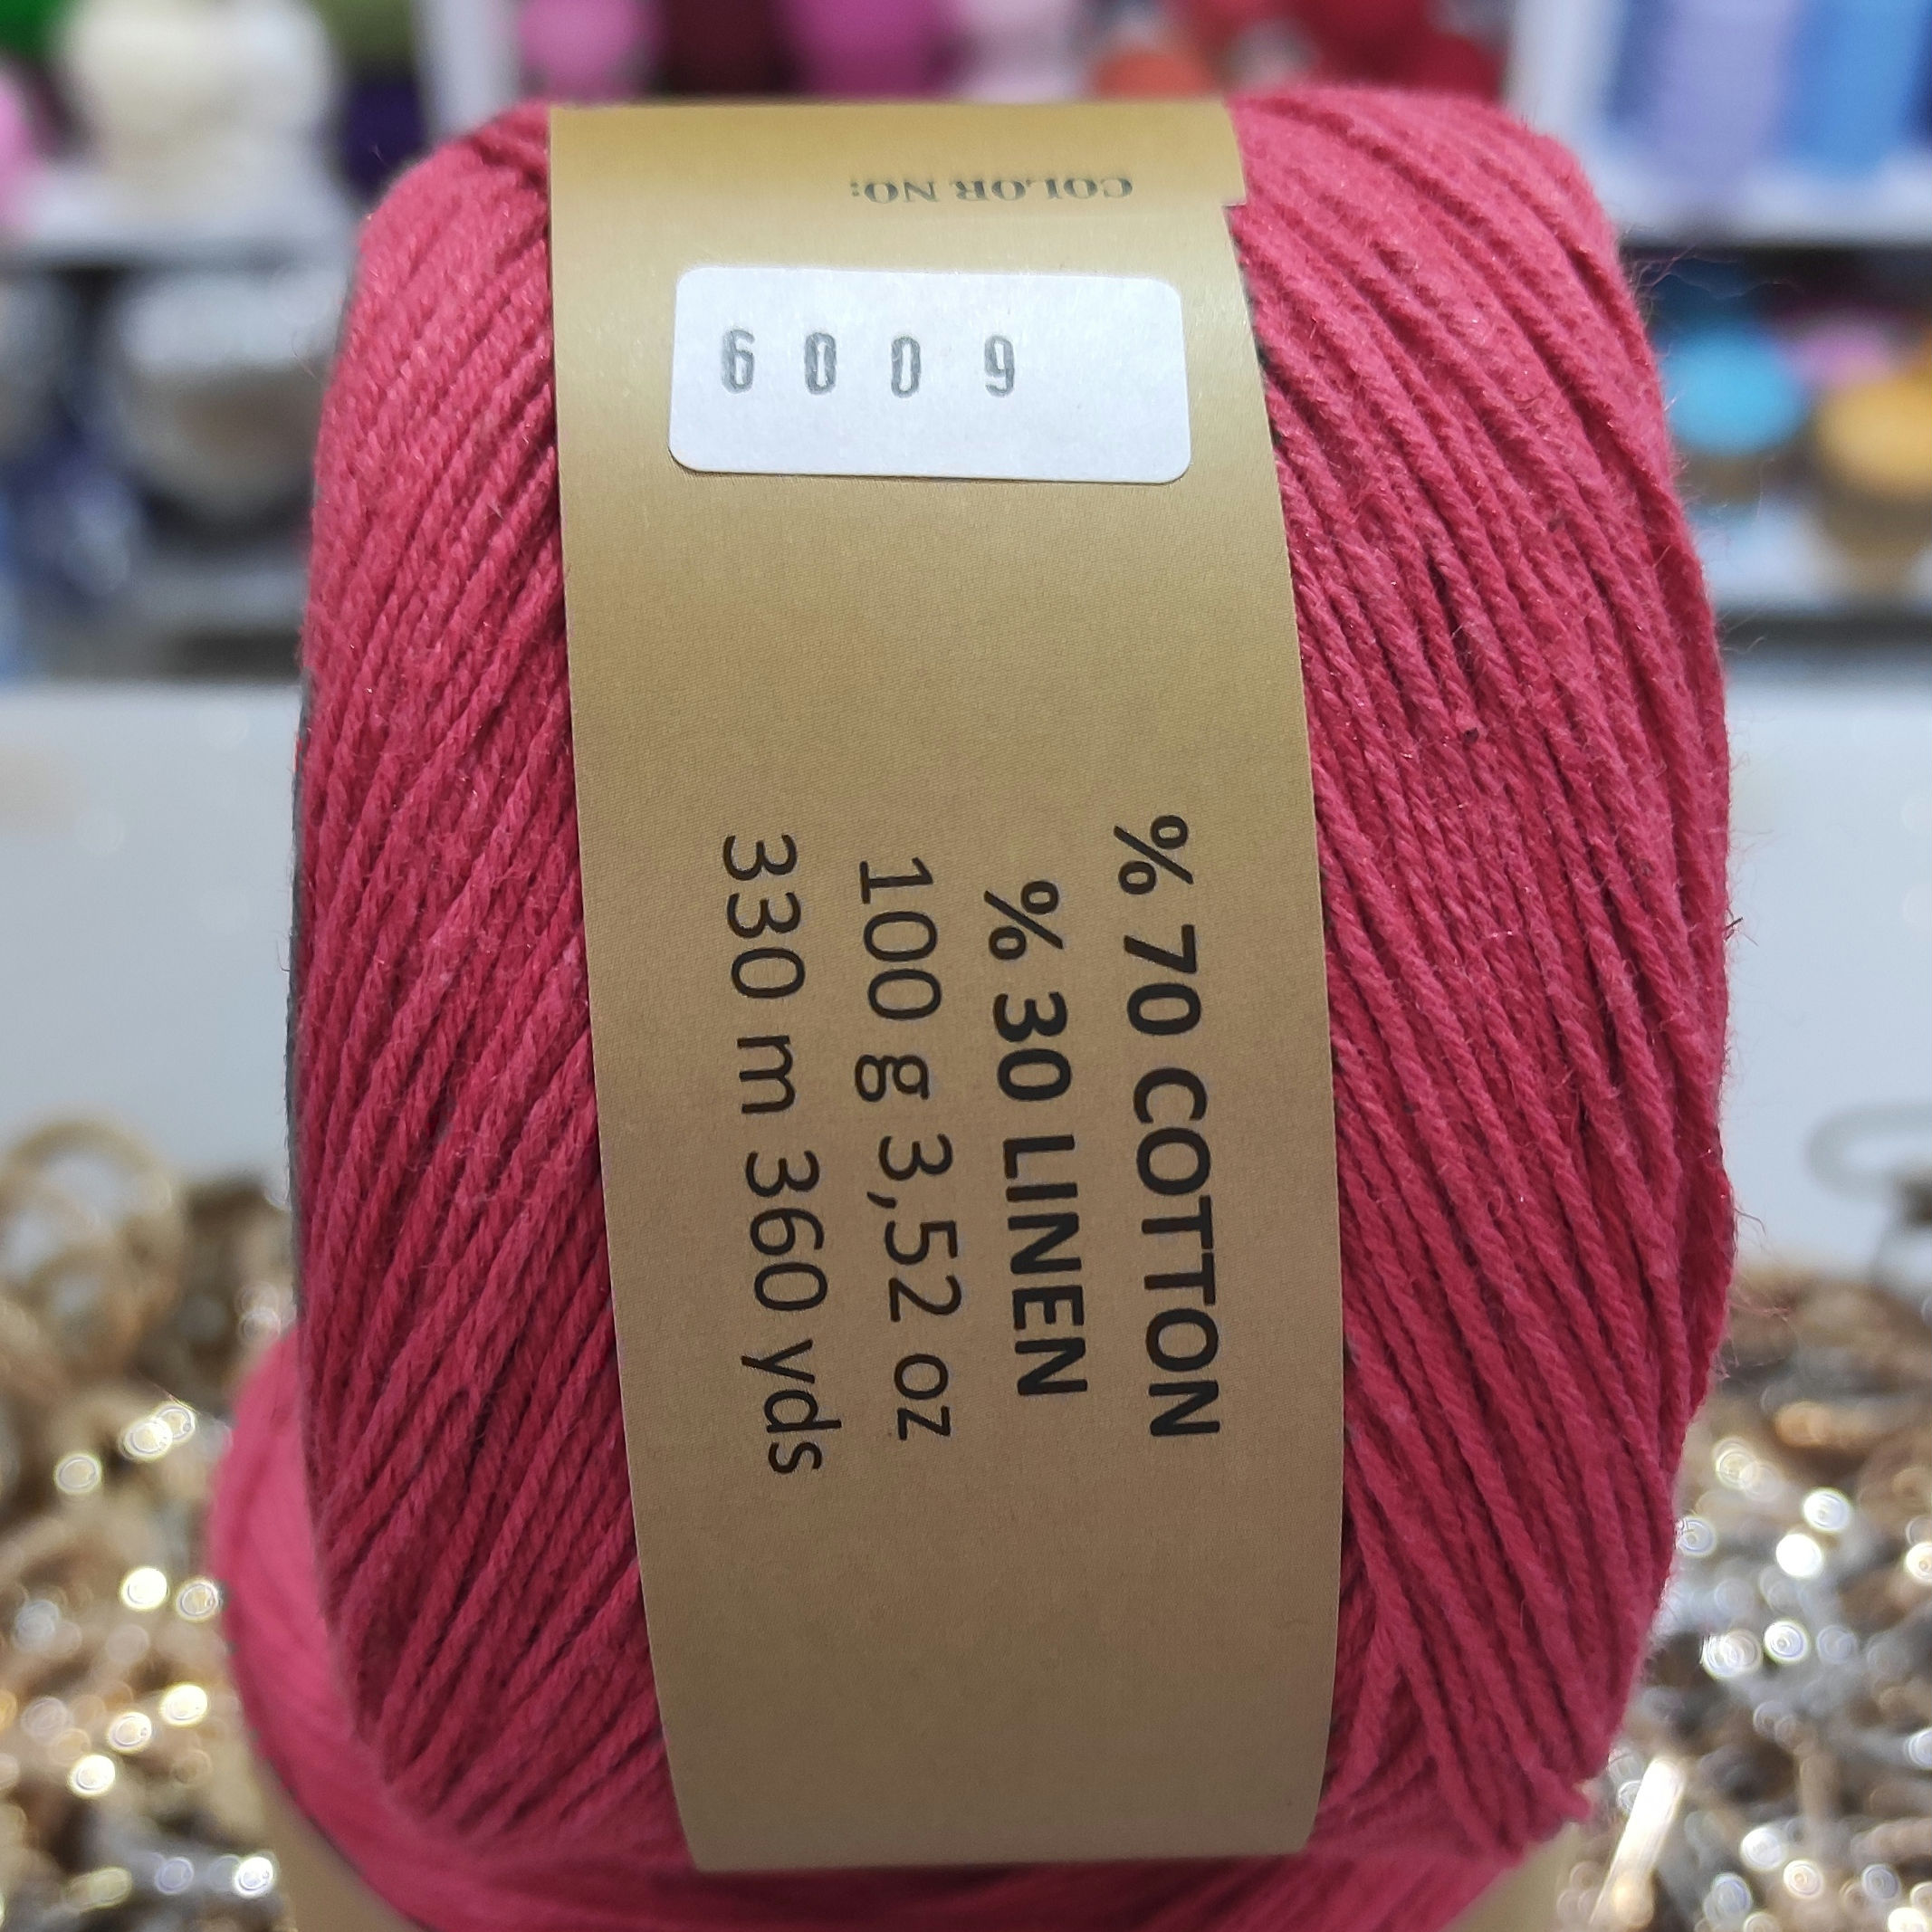 COLOR NO:
6009
% 70 COTTON
% 30 LINEN
100 g 3,52 oz
330 m 360 yds